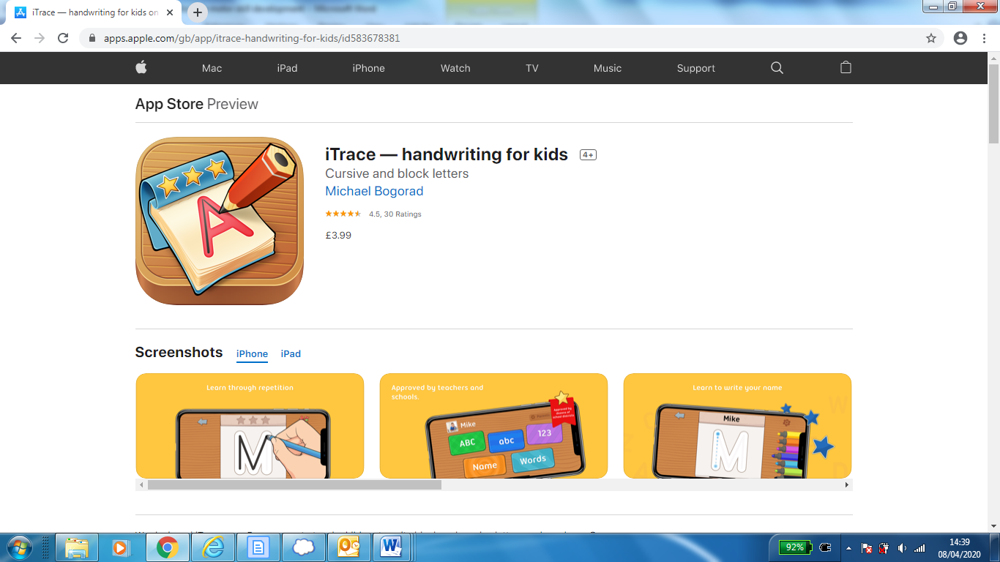 iTrace — handwriting for kids on
Microsoft Word
apps.apple.com/gb/app/itrace-handwriting-for-kids/id583678381
Mac iPad iPhone Watch TV Music Support
App Store Preview
iTrace — handwriting for kids 4+
Cursive and block letters
Michael Bogorad
4.5, 30 Ratings
£3.99
A
Screenshots iPhone iPad
Learn through repetition
M
Approved by teachers and
schools.
Mike
ABC abc 123
Name Words
Learn to write your name
Mike
M
92%
14:39
08/04/2020